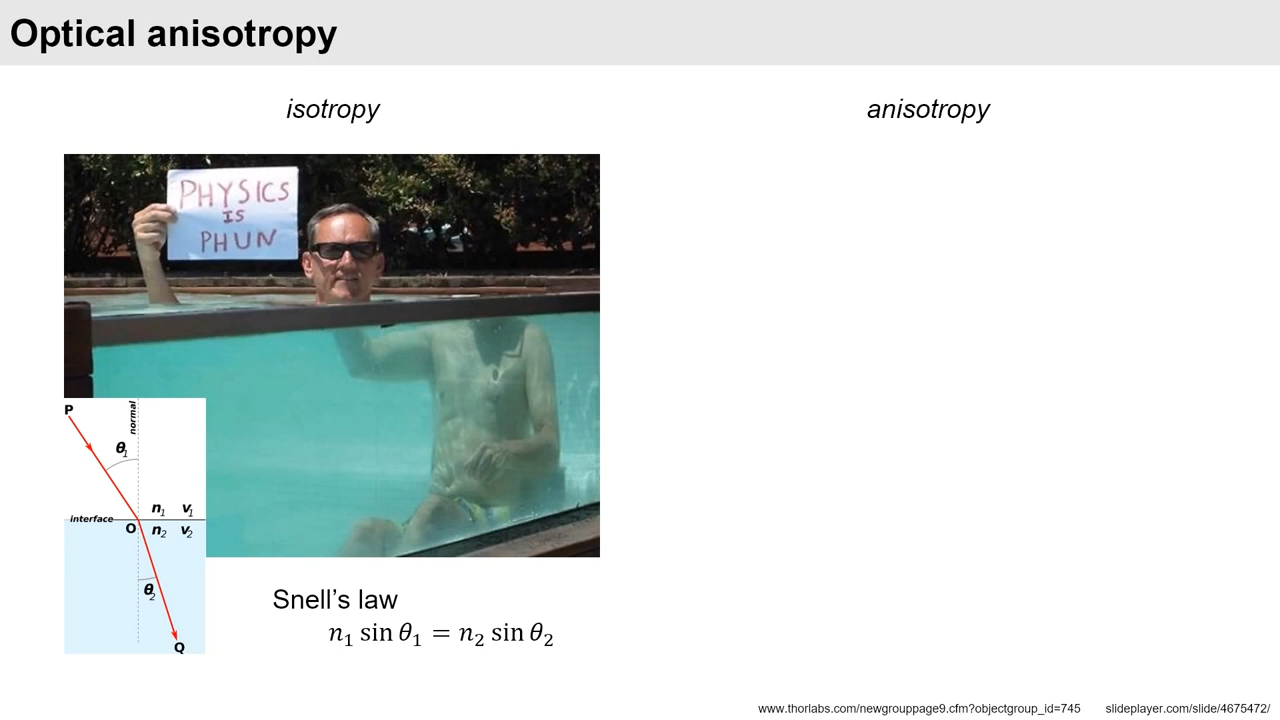 Optical anisotropy
isotropy
anisotropy
PHYSICS
IS
PHUN
P
normal
θ1
interface
n1 v1
O
n2 v2
θ2
Q
Snell's law
n₁ sin θ₁ = n₂ sin θ₂
www.thorlabs.com/newgrouppage9.cfm?objectgroup_id=745
slideplayer.com/slide/4675472/